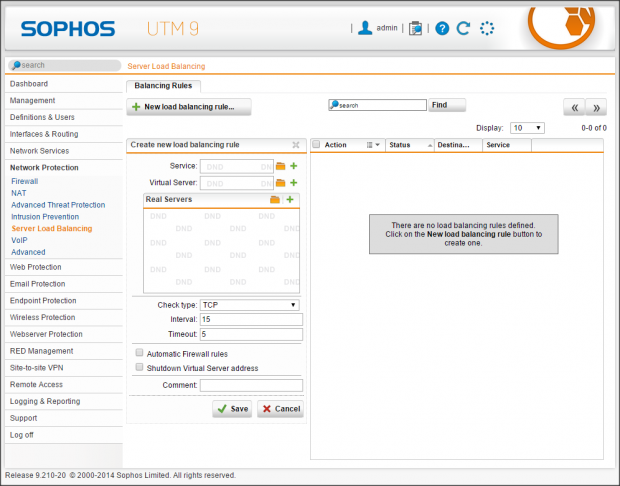 SOPHOS UTM 9
| admin | | ?
search
Server Load Balancing
Dashboard
Management
Definitions & Users
Interfaces & Routing
Network Services
Network Protection
Firewall
NAT
Advanced Threat Protection
Intrusion Prevention
Server Load Balancing
VoIP
Advanced
Web Protection
Email Protection
Endpoint Protection
Wireless Protection
Webserver Protection
RED Management
Site-to-site VPN
Remote Access
Logging & Reporting
Support
Log off
Balancing Rules
+ New load balancing rule...
search
Find
« »
Display: 10
0-0 of 0
Create new load balancing rule
Service: DND DND
Virtual Server: DND DND
Real Servers
DND DND DND
DND DND DND
DND DND DND
DND DND DND
DND DND DND
DND DND DND
Check type: TCP
Interval: 15
Timeout: 5
Automatic Firewall rules
Shutdown Virtual Server address
Comment:
Save
Cancel
Action Status Destina... Service
There are no load balancing rules defined.
Click on the New load balancing rule button to
create one.
Release 9.210-20 © 2000-2014 Sophos Limited. All rights reserved.